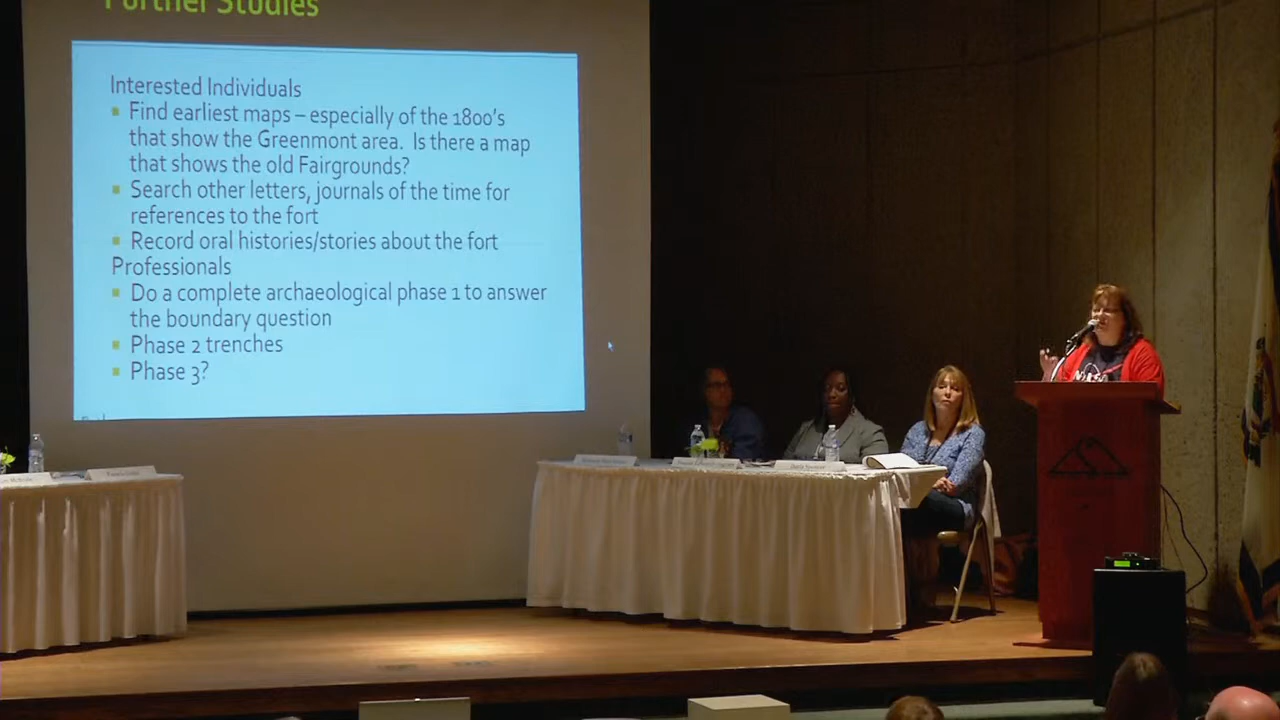 Further Studies
Interested Individuals
Find earliest maps – especially of the 1800's
that show the Greenmont area. Is there a map
that shows the old Fairgrounds?
Search other letters, journals of the time for
references to the fort
Record oral histories/stories about the fort
Professionals
Do a complete archaeological phase 1 to answer
the boundary question
Phase 2 trenches
Phase 3?